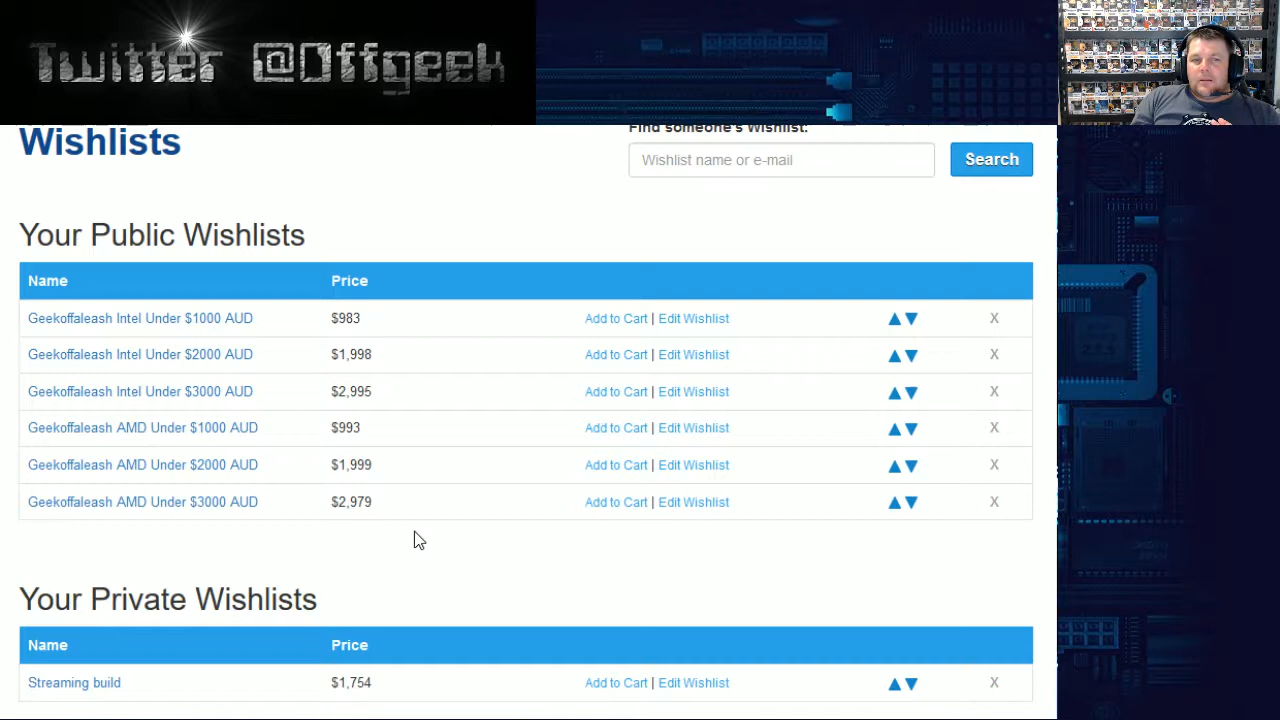 Twitter @Offgeek
Wishlists
Find someone's Wishlist:
Wishlist name or e-mail
Search
Your Public Wishlists
Name Price
Geekoffaleash Intel Under $1000 AUD $983 Add to Cart | Edit Wishlist X
Geekoffaleash Intel Under $2000 AUD $1,998 Add to Cart | Edit Wishlist X
Geekoffaleash Intel Under $3000 AUD $2,995 Add to Cart | Edit Wishlist X
Geekoffaleash AMD Under $1000 AUD $993 Add to Cart | Edit Wishlist X
Geekoffaleash AMD Under $2000 AUD $1,999 Add to Cart | Edit Wishlist X
Geekoffaleash AMD Under $3000 AUD $2,979 Add to Cart | Edit Wishlist X
Your Private Wishlists
Name Price
Streaming build $1,754 Add to Cart | Edit Wishlist X